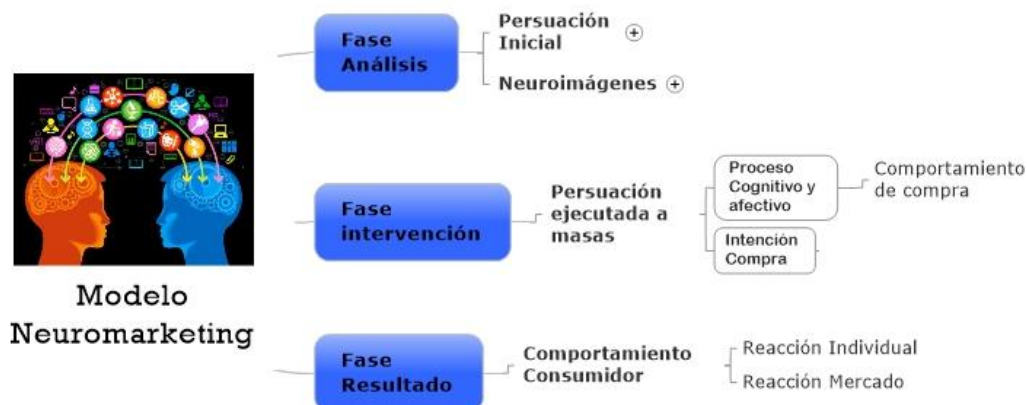 Modelo
Neuromarketing
Fase
Análisis
Persuación
Inicial
Neuroimágenes
Fase
intervención
Persuación
ejecutada a
masas
Proceso
Cognitivo y
afectivo
Comportamiento
de compra
Intención
Compra
Fase
Resultado
Comportamiento
Consumidor
Reacción Individual
Reacción Mercado